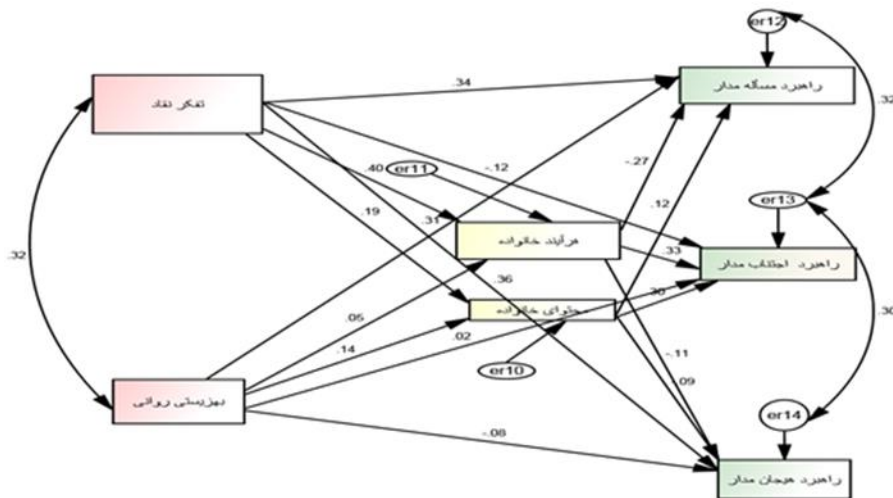 er12
تفکر نقاد
.34
راهبرد مسأله مدار
.32
-.12
-.27
.40
er11
.12
.19
er13
.31
فرآیند خانواده
.33
راهبرد اجتناب مدار
.32
.36
.30
محتوای خانواده
.05
.02
.30
.14
-.11
er10
.09
بهزیستی روانی
er14
-.08
راهبرد هیجان مدار